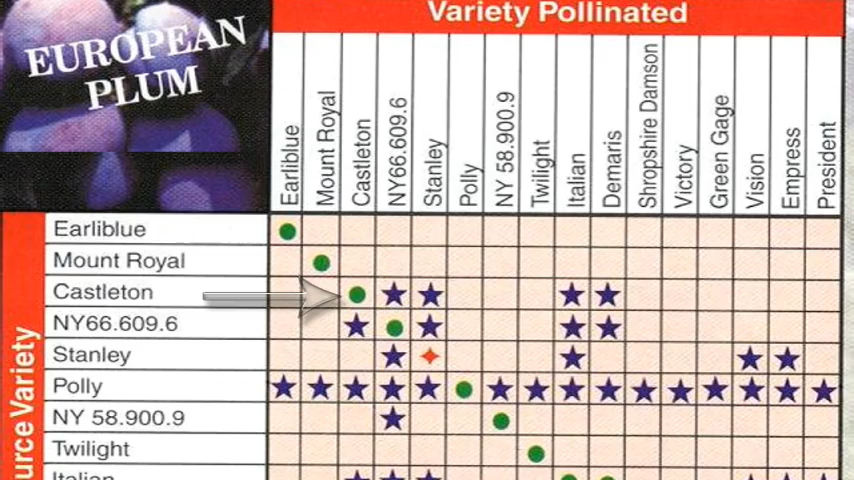 EUROPEAN
PLUM
Variety Pollinated
Earliblue
Mount Royal
Castleton
NY66.609.6
Stanley
Polly
NY 58.900.9
Twilight
Italian
Demaris
Shropshire Damson
Victory
Green Gage
Vision
Empress
President
urce Variety
Earliblue
Mount Royal
Castleton
NY66.609.6
Stanley
Polly
NY 58.900.9
Twilight
Italian